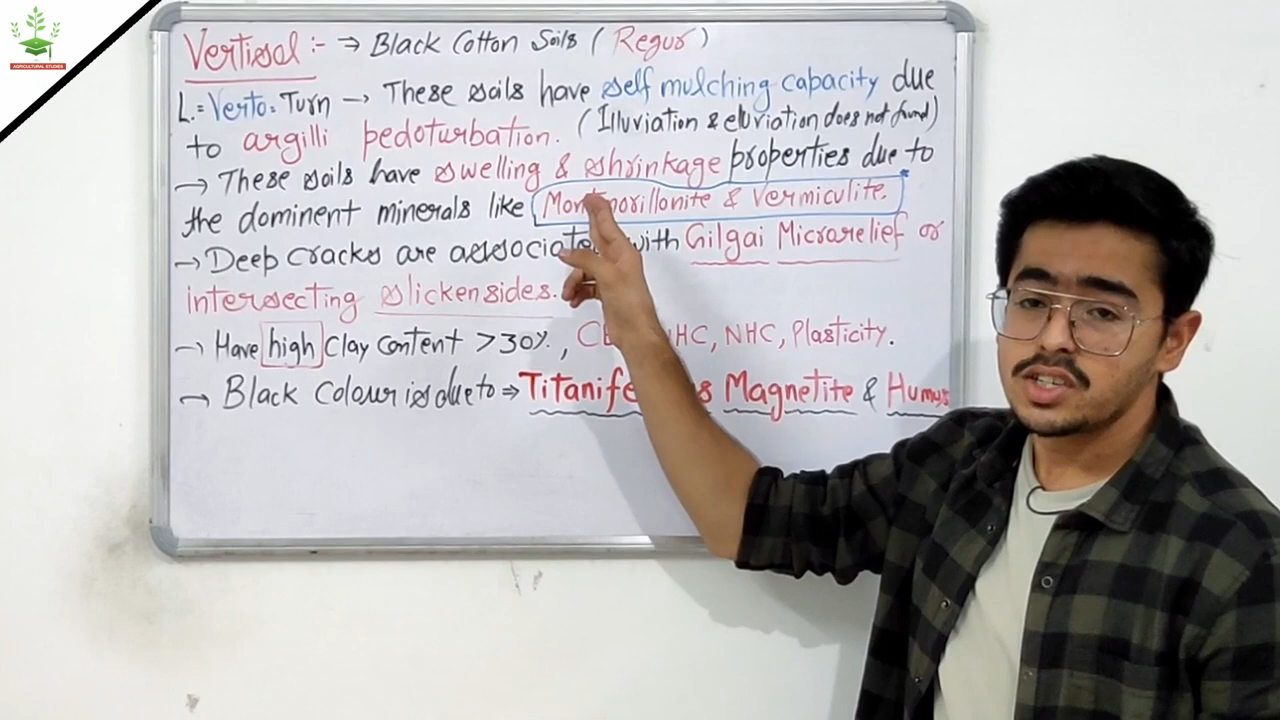 AGRICULTURAL STUDIES
Vertisol :- → Black Cotton Soils (Regur)
L.= Verto = Turn → These soils have self mulching capacity due
to argilli pedoturbation. (Illuviation & eluviation does not found)
→ These soils have swelling & shrinkage properties due to
the dominent minerals like Montmorillonite & Vermiculite.
→ Deep cracks are associated with Gilgai Microrelief or
intersecting slickensides.
→ Have high Clay content >30%, HC, NHC, Plasticity.
→ Black Colour is due to ⇒ Magnetite & Humus